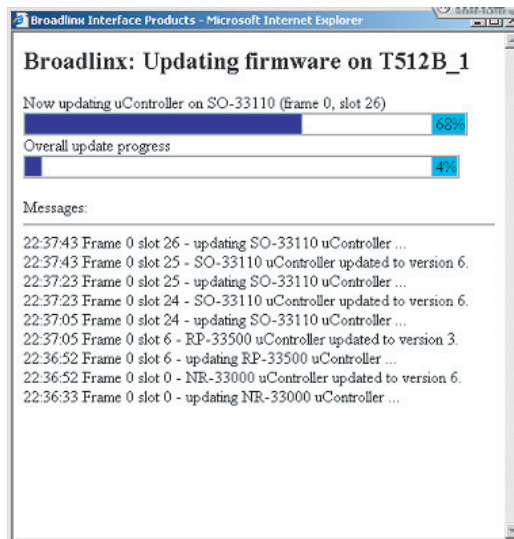 Broadlinx Interface Products - Microsoft Internet Explorer
Broadlinx: Updating firmware on T512B_1
Now updating uController on SO-33110 (frame 0, slot 26)
68%
Overall update progress
4%
Messages:
22:37:43 Frame 0 slot 26 - updating SO-33110 uController ...
22:37:43 Frame 0 slot 25 - SO-33110 uController updated to version 6.
22:37:23 Frame 0 slot 25 - updating SO-33110 uController ...
22:37:23 Frame 0 slot 24 - SO-33110 uController updated to version 6.
22:37:05 Frame 0 slot 24 - updating SO-33110 uController ...
22:37:05 Frame 0 slot 6 - RP-33500 uController updated to version 3.
22:36:52 Frame 0 slot 6 - updating RP-33500 uController ...
22:36:52 Frame 0 slot 0 - NR-33000 uController updated to version 6.
22:36:33 Frame 0 slot 0 - updating NR-33000 uController ...